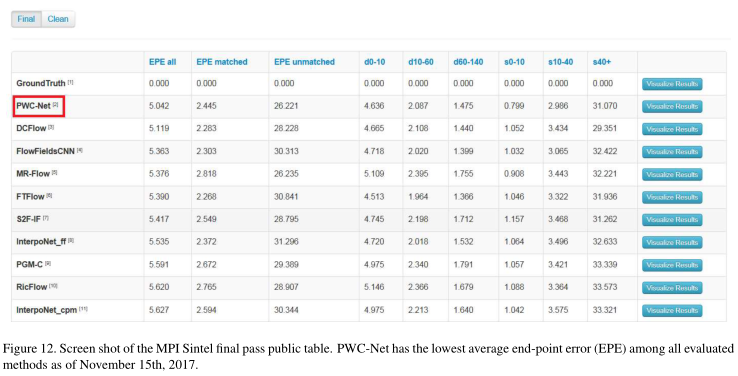 Final Clean
EPE all EPE matched EPE unmatched d0-10 d10-60 d60-140 s0-10 s10-40 s40+
GroundTruth [1] 0.000 0.000 0.000 0.000 0.000 0.000 0.000 0.000 0.000 Visualize Results
PWC-Net [2] 5.042 2.445 26.221 4.636 2.087 1.475 0.799 2.986 31.070 Visualize Results
DCFlow [3] 5.119 2.283 28.228 4.665 2.108 1.440 1.052 3.434 29.351 Visualize Results
FlowFieldsCNN [4] 5.363 2.303 30.313 4.718 2.020 1.399 1.032 3.065 32.422 Visualize Results
MR-Flow [5] 5.376 2.818 26.235 5.109 2.395 1.755 0.908 3.443 32.221 Visualize Results
FTFlow [6] 5.390 2.268 30.841 4.513 1.964 1.366 1.046 3.322 31.936 Visualize Results
S2F-IF [7] 5.417 2.549 28.795 4.745 2.198 1.712 1.157 3.468 31.262 Visualize Results
InterpoNet_ff [8] 5.535 2.372 31.296 4.720 2.018 1.532 1.064 3.496 32.633 Visualize Results
PGM-C [9] 5.591 2.672 29.389 4.975 2.340 1.791 1.057 3.421 33.339 Visualize Results
RicFlow [10] 5.620 2.765 28.907 5.146 2.366 1.679 1.088 3.364 33.573 Visualize Results
InterpoNet_cpm [11] 5.627 2.594 30.344 4.975 2.213 1.640 1.042 3.575 33.321 Visualize Results
Figure 12. Screen shot of the MPI Sintel final pass public table. PWC-Net has the lowest average end-point error (EPE) among all evaluated
methods as of November 15th, 2017.